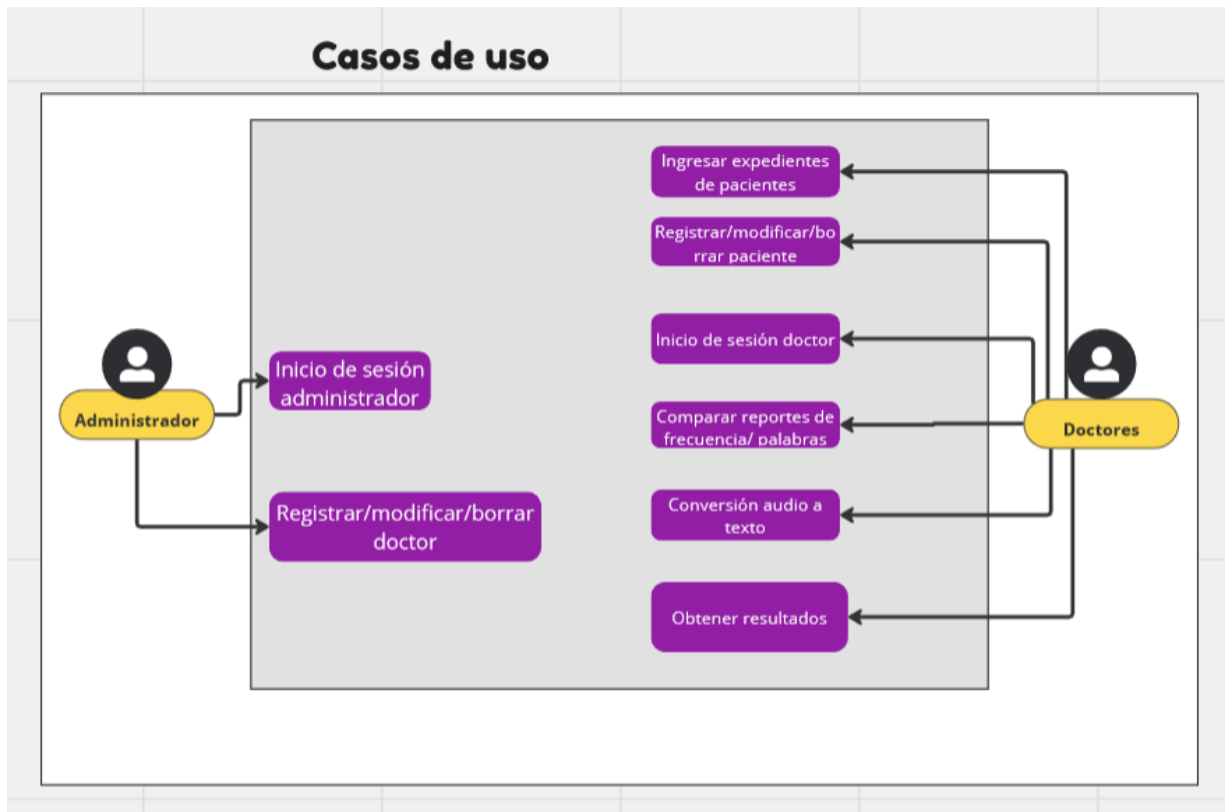 Casos de uso
Ingresar expedientes
de pacientes
Registrar/modificar/bo
rrar paciente
Inicio de sesión doctor
Comparar reportes de
frecuencia/ palabras
Conversión audio a
texto
Obtener resultados
Inicio de sesión
administrador
Registrar/modificar/borrar
doctor
Administrador
Doctores